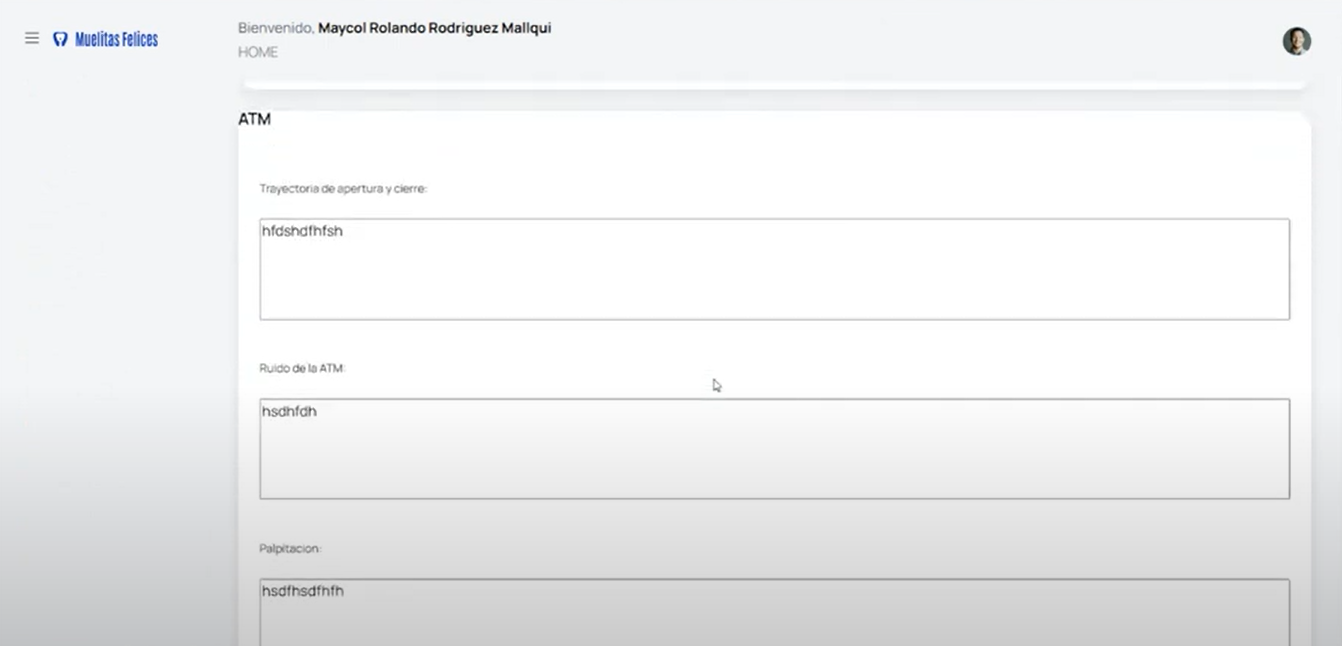 Muelitas Felices
Bienvenido, Maycol Rolando Rodriguez Mallqui
HOME
ATM
Trayectoria de apertura y cierre:
hfdshdfhfsh
Ruido de la ATM:
hsdhfdh
Palpitacion:
hsdfhsdfhfh